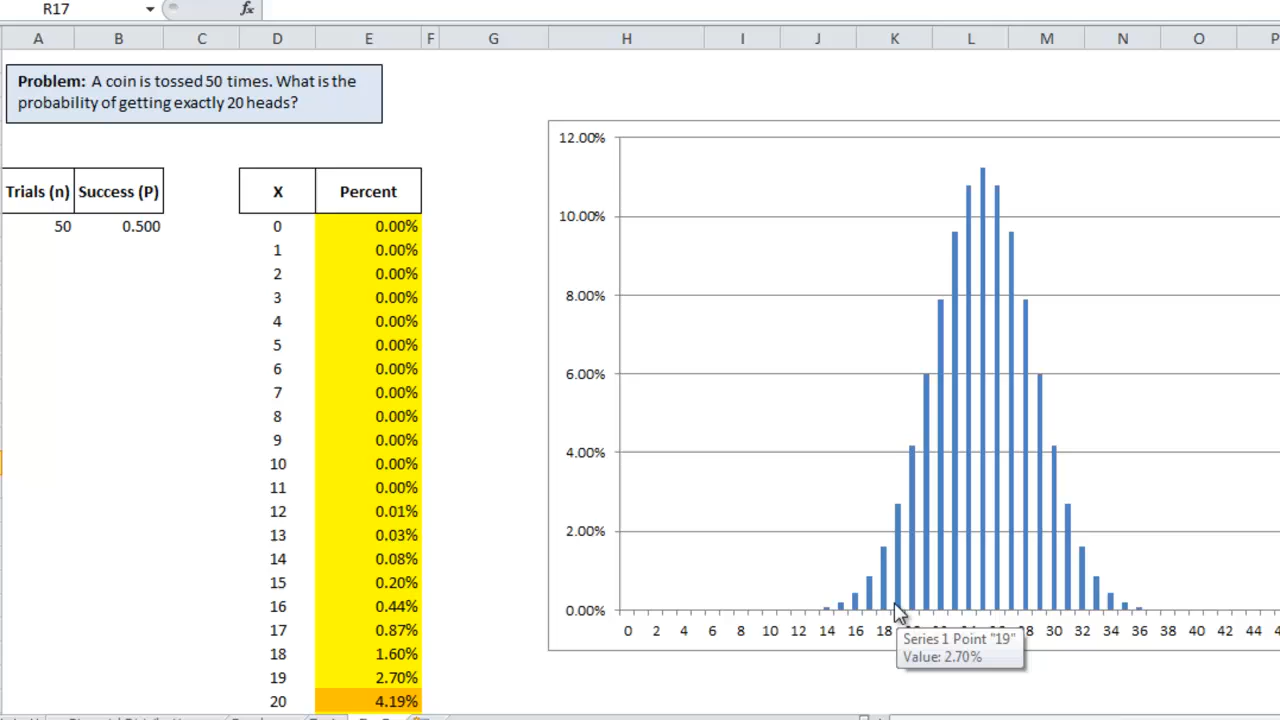 R17
fx
A B C D E F G H I J K L M N O P
Problem: A coin is tossed 50 times. What is the
probability of getting exactly 20 heads?
Trials (n) Success (P) X Percent
50 0.500 0 0.00%
1 0.00%
2 0.00%
3 0.00%
4 0.00%
5 0.00%
6 0.00%
7 0.00%
8 0.00%
9 0.00%
10 0.00%
11 0.00%
12 0.01%
13 0.03%
14 0.08%
15 0.20%
16 0.44%
17 0.87%
18 1.60%
19 2.70%
20 4.19%
12.00%
10.00%
8.00%
6.00%
4.00%
2.00%
0.00%
0 2 4 6 8 10 12 14 16 18 28 30 32 34 36 38 40 42 44
Series 1 Point "19"
Value: 2.70%